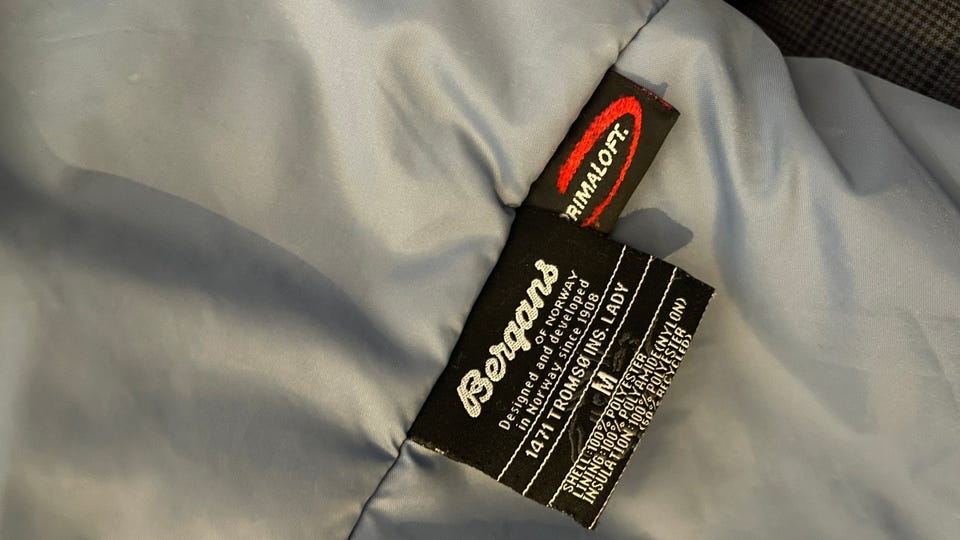 PRIMALOFT.
Bergans
OF NORWAY
Designed and developed
in Norway since 1908
1471 TROMSØ INS. LADY
M
SHELL:100% POLYESTER
LINING:100% POLYAMIDE(NYLON)
INSULATION:100% POLYESTER